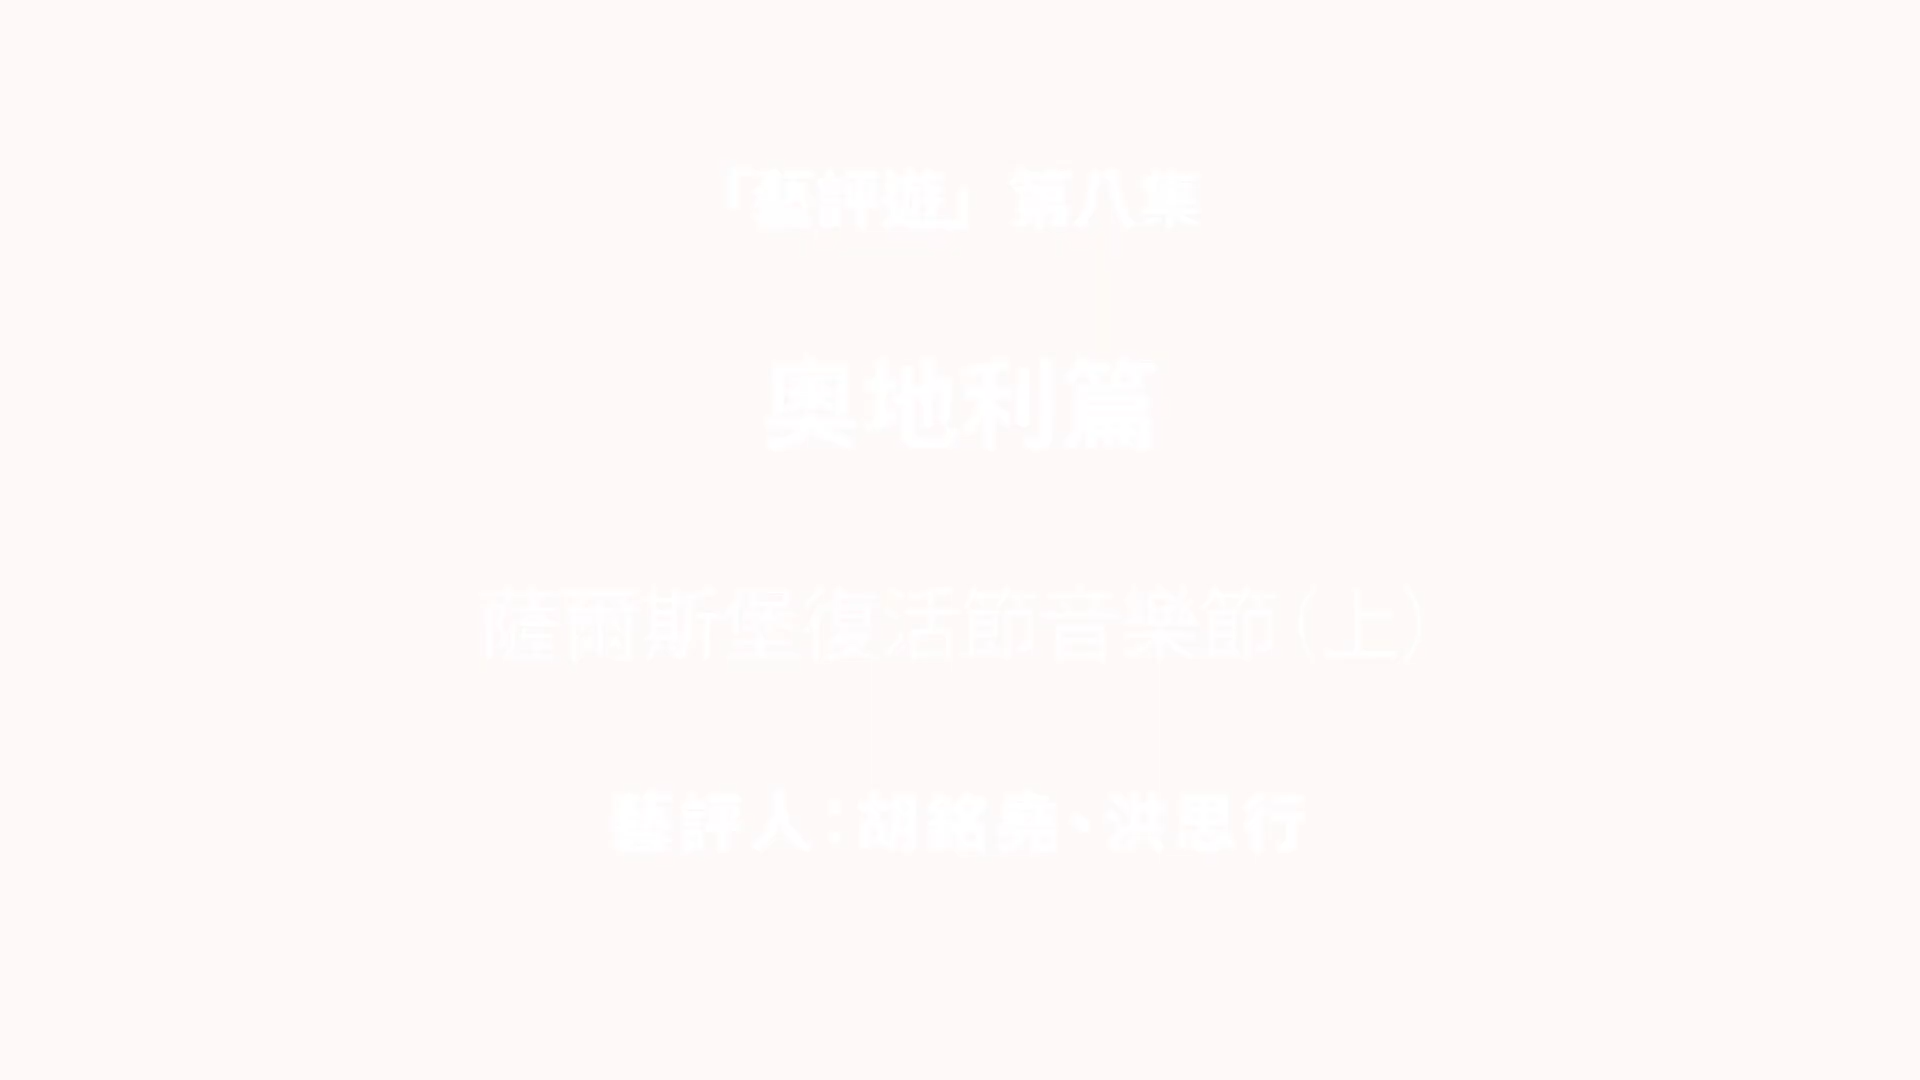 「藝評遊」第八集
奧地利篇
薩爾斯堡復活節音樂節（上）
藝評人：胡銘堯、洪思行